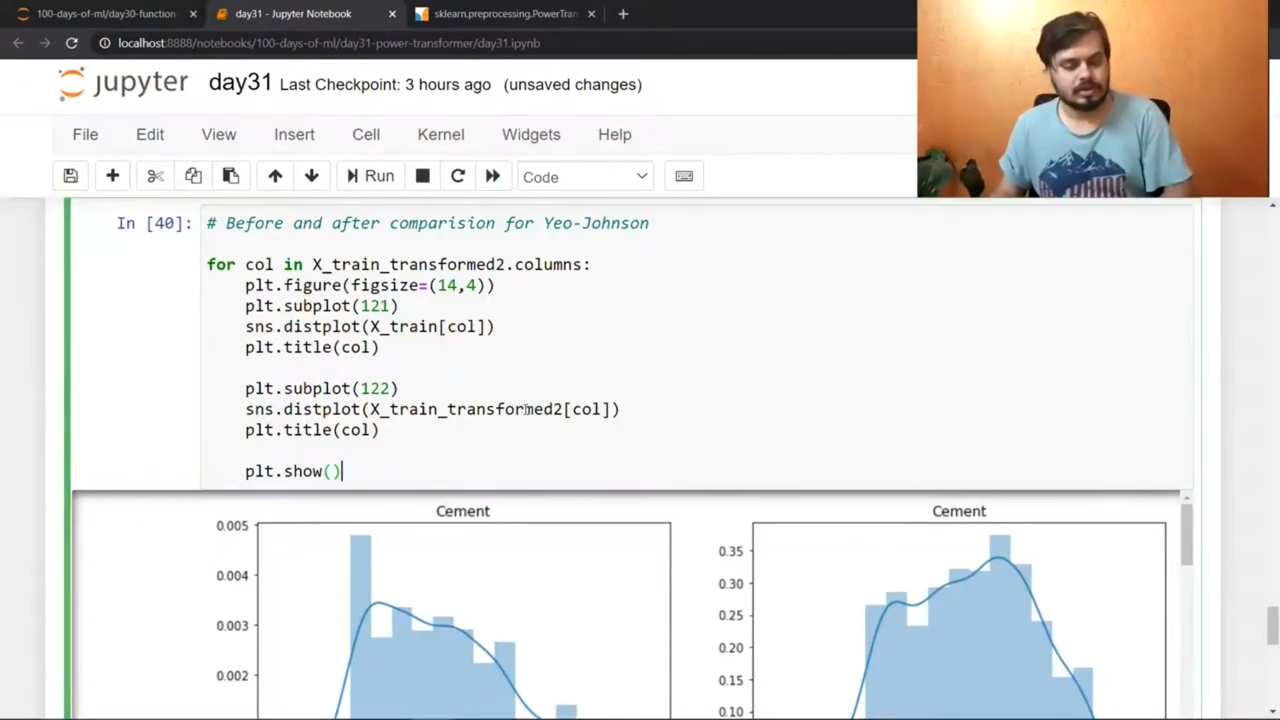 100-days-of-ml/day30-function-
day31 - Jupyter Notebook
sklearn.preprocessing.PowerTran
localhost:8888/notebooks/100-days-of-ml/day31-power-transformer/day31.ipynb
jupyter day31 Last Checkpoint: 3 hours ago (unsaved changes)
File Edit View Insert Cell Kernel Widgets Help
Run Code
In [40]: # Before and after comparision for Yeo-Johnson
for col in X_train_transformed2.columns:
plt.figure(figsize=(14,4))
plt.subplot(121)
sns.distplot(X_train[col])
plt.title(col)
plt.subplot(122)
sns.distplot(X_train_transformed2[col])
plt.title(col)
plt.show()
Cement
0.005
0.004
0.003
0.002
Cement
0.35
0.30
0.25
0.20
0.15
0.10